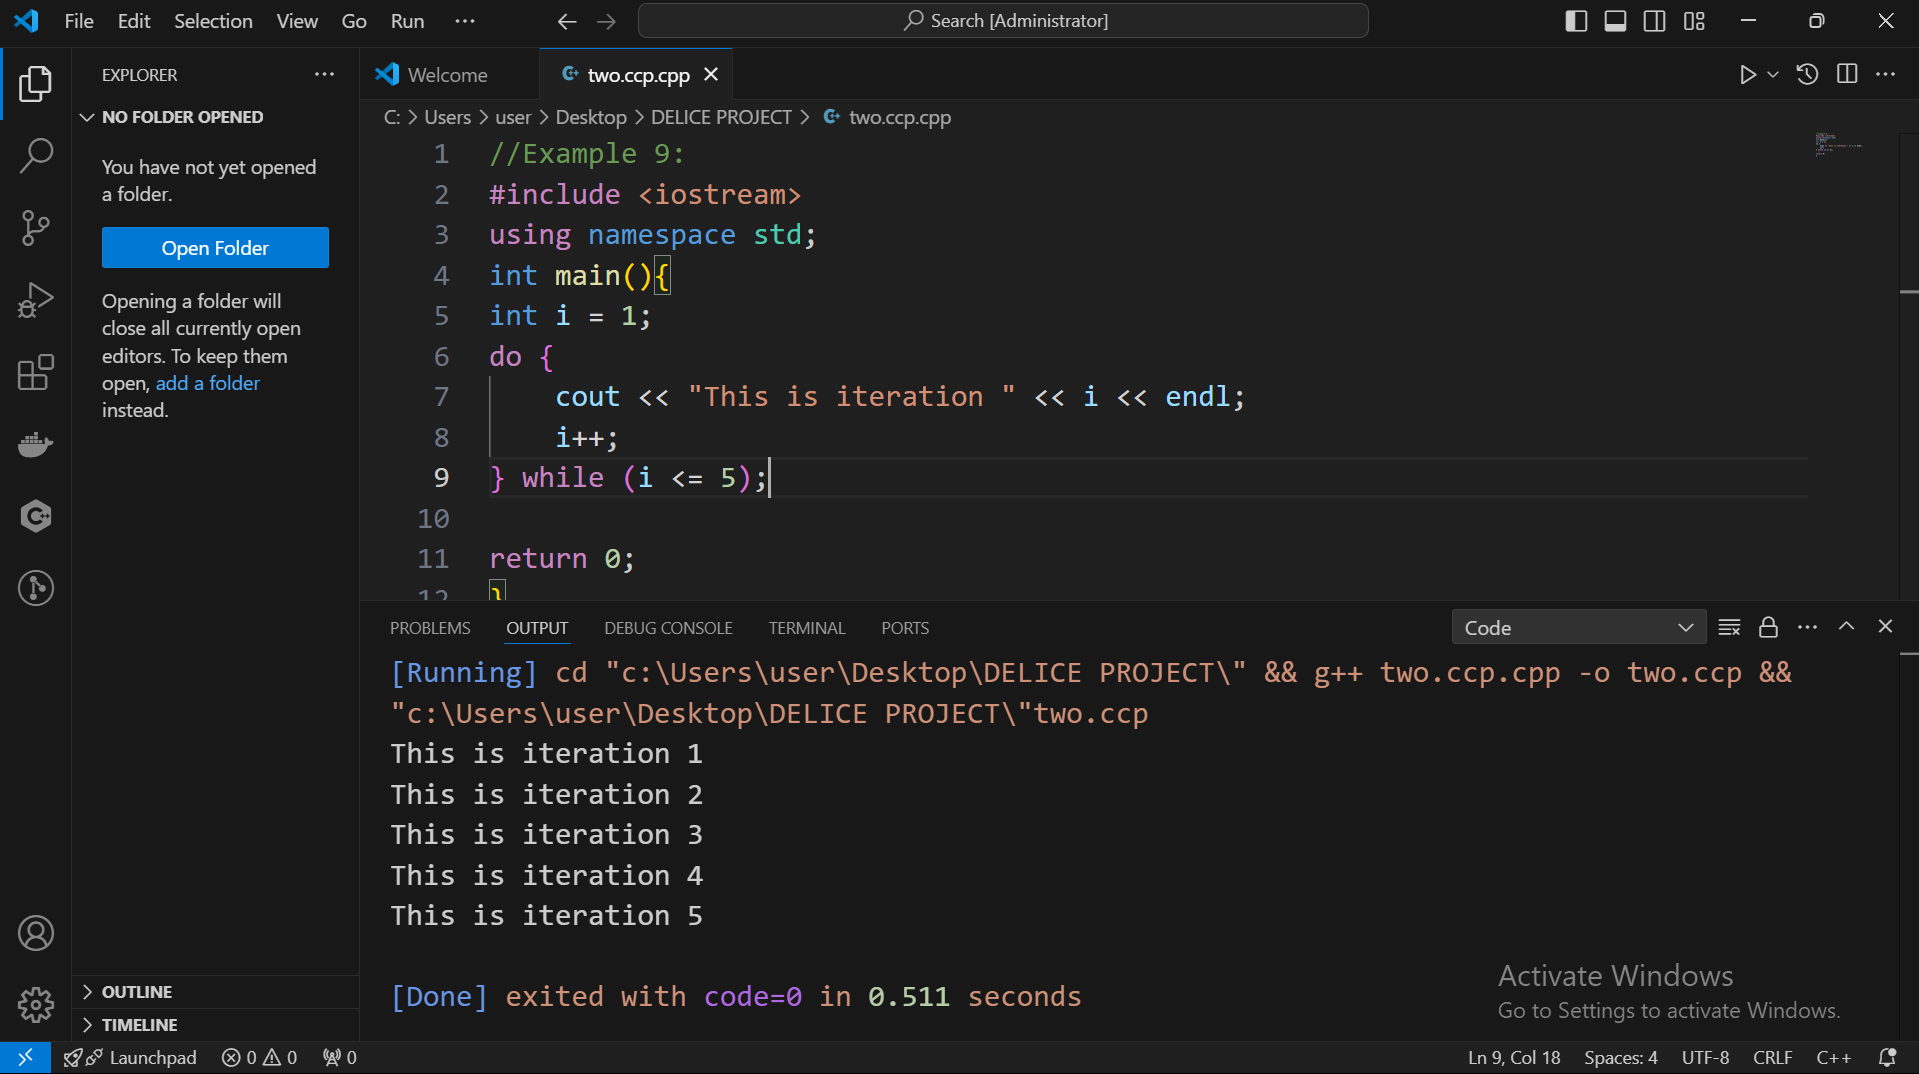 File Edit Selection View Go Run ···
Search [Administrator]
EXPLORER ···
Welcome
two.ccp.cpp
NO FOLDER OPENED
C: > Users > user > Desktop > DELICE PROJECT > two.ccp.cpp
You have not yet opened
a folder.
Open Folder
Opening a folder will
close all currently open
editors. To keep them
open, add a folder
instead.
1 //Example 9:
2 #include <iostream>
3 using namespace std;
4 int main(){
5 int i = 1;
6 do {
7     cout << "This is iteration " << i << endl;
8     i++;
9 } while (i <= 5);
10
11 return 0;
12 }
PROBLEMS OUTPUT DEBUG CONSOLE TERMINAL PORTS
Code
[Running] cd "c:\Users\user\Desktop\DELICE PROJECT\" && g++ two.ccp.cpp -o two.ccp &&
"c:\Users\user\Desktop\DELICE PROJECT\"two.ccp
This is iteration 1
This is iteration 2
This is iteration 3
This is iteration 4
This is iteration 5
[Done] exited with code=0 in 0.511 seconds
Activate Windows
Go to Settings to activate Windows.
OUTLINE
TIMELINE
Launchpad 0 0 0
Ln 9, Col 18 Spaces: 4 UTF-8 CRLF C++